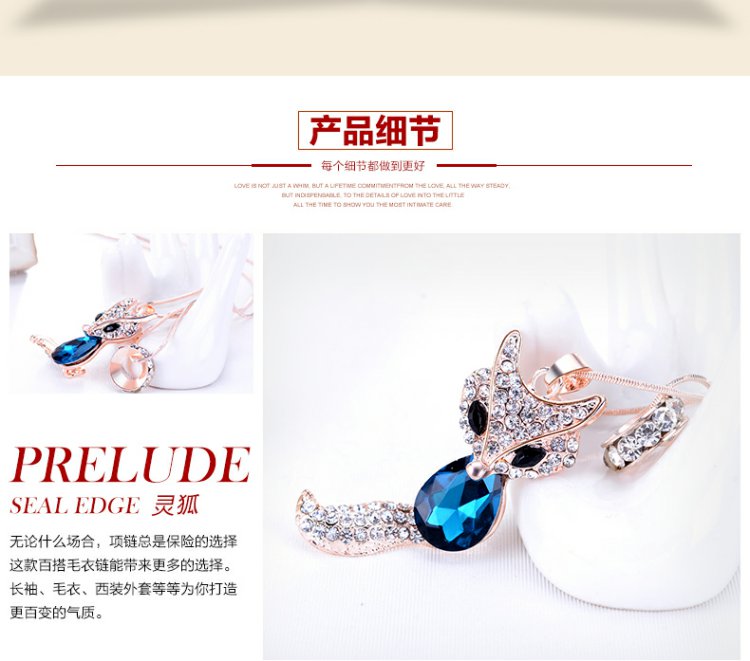 产品细节
每个细节都做到更好
LOVE IS NOT JUST A WHIM, BUT A LIFETIME COMMITMENTFROM THE LOVE, ALL THE WAY STEADY,
BUT INDISPENSABLE, TO THE DETAILS OF LOVE INTO THE LITTLE
ALL THE TIME TO SHOW YOU THE MOST INTIMATE CARE.
PRELUDE
SEAL EDGE 灵狐
无论什么场合，项链总是保险的选择
这款百搭毛衣链能带来更多的选择。
长袖、毛衣、西装外套等等为你打造
更百变的气质。